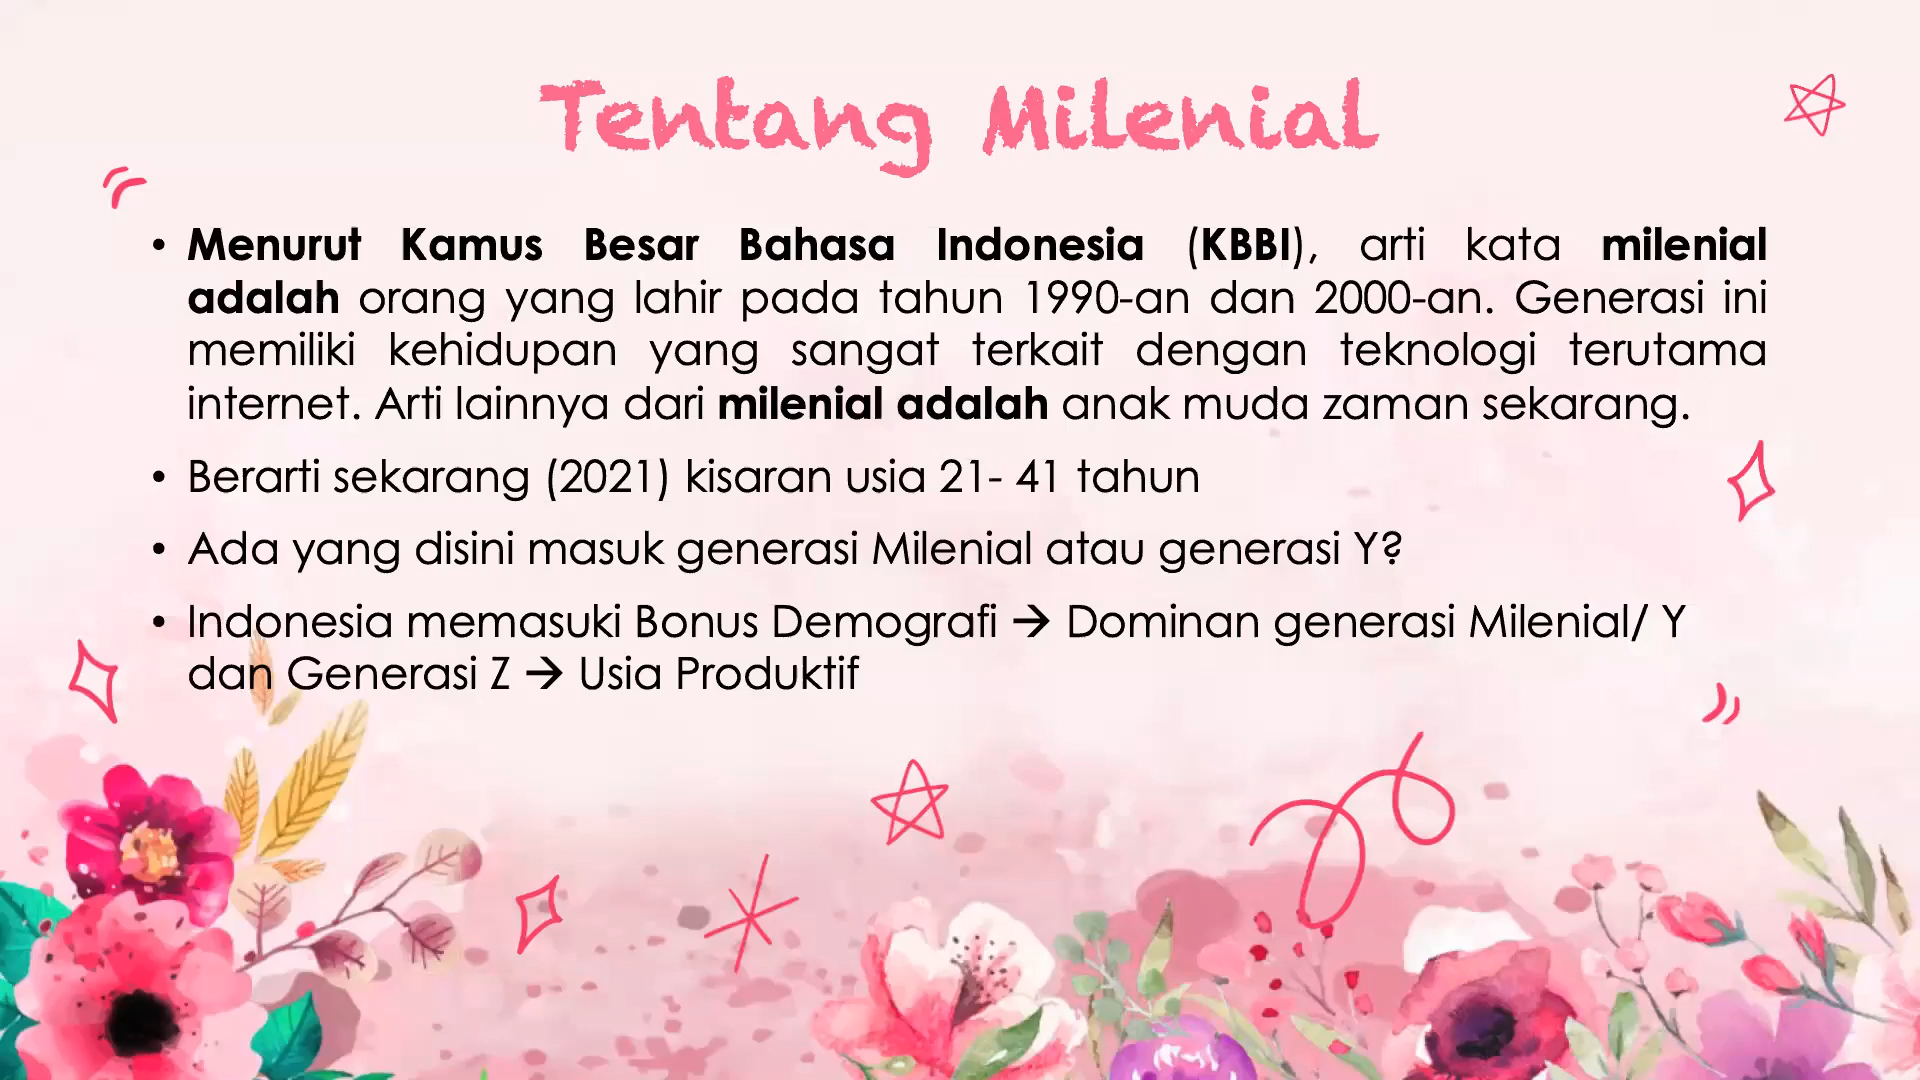 Tentang Milenial
• Menurut Kamus Besar Bahasa Indonesia (KBBI), arti kata milenial
adalah orang yang lahir pada tahun 1990-an dan 2000-an. Generasi ini
memiliki kehidupan yang sangat terkait dengan teknologi terutama
internet. Arti lainnya dari milenial adalah anak muda zaman sekarang.
• Berarti sekarang (2021) kisaran usia 21- 41 tahun
• Ada yang disini masuk generasi Milenial atau generasi Y?
• Indonesia memasuki Bonus Demografi → Dominan generasi Milenial/ Y
dan Generasi Z → Usia Produktif